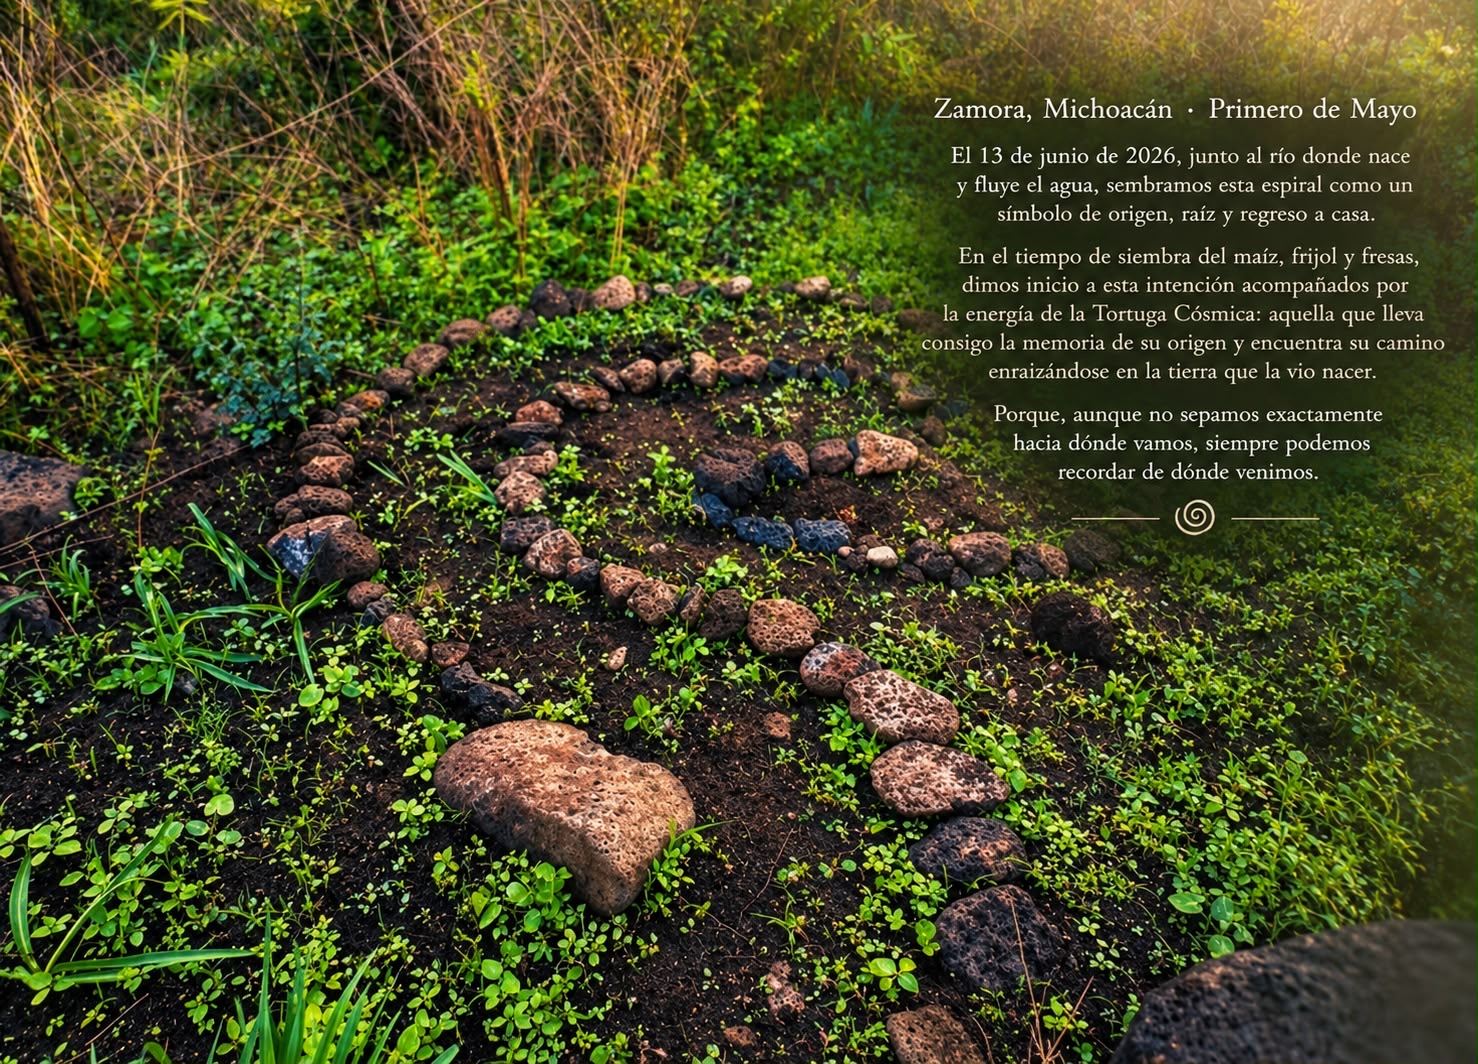 Zamora, Michoacán · Primero de Mayo
El 13 de junio de 2026, junto al río donde nace
y fluye el agua, sembramos esta espiral como un
símbolo de origen, raíz y regreso a casa.
En el tiempo de siembra del maíz, frijol y fresas,
dimos inicio a esta intención acompañados por
la energía de la Tortuga Cósmica: aquella que lleva
consigo la memoria de su origen y encuentra su camino
enraizándose en la tierra que la vio nacer.
Porque, aunque no sepamos exactamente
hacia dónde vamos, siempre podemos
recordar de dónde venimos.